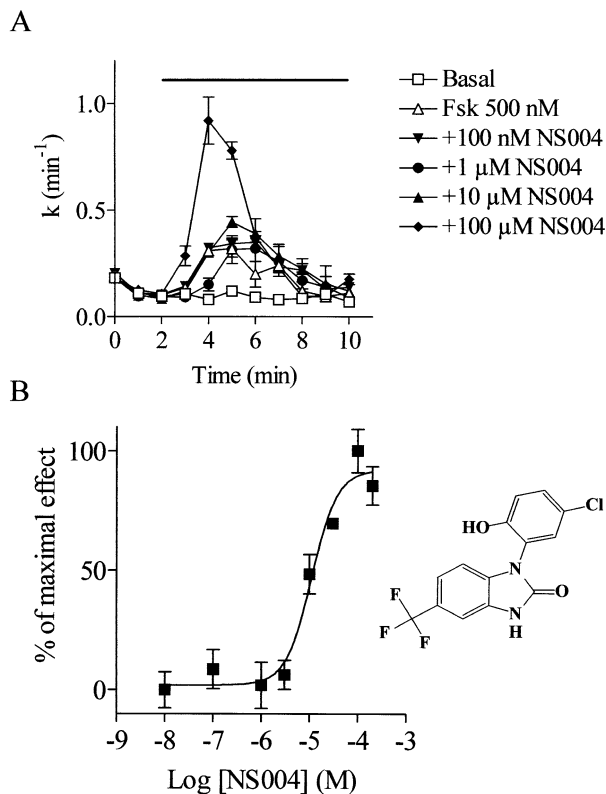 A
k (min⁻¹)
1.0
0.5
0.0
0 2 4 6 8 10
Time (min)
Basal
Fsk 500 nM
+100 nM NS004
+1 µM NS004
+10 µM NS004
+100 µM NS004
B
% of maximal effect
100
50
0
-9 -8 -7 -6 -5 -4 -3
Log [NS004] (M)
Cl
HO
N
O
F
F
F
N
H